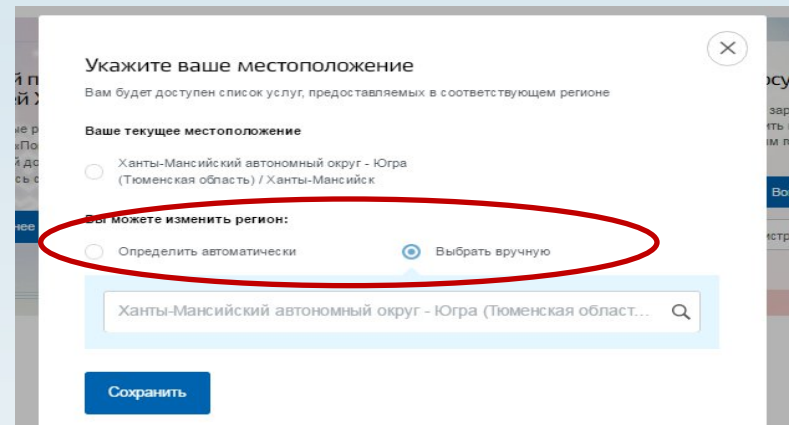 Укажите ваше местоположение
Вам будет доступен список услуг, предоставляемых в соответствующем регионе
Ваше текущее местоположение
Ханты-Мансийский автономный округ - Югра
(Тюменская область) / Ханты-Мансийск
Вы можете изменить регион:
Определить автоматически
Выбрать вручную
Ханты-Мансийский автономный округ - Югра (Тюменская област...
Сохранить